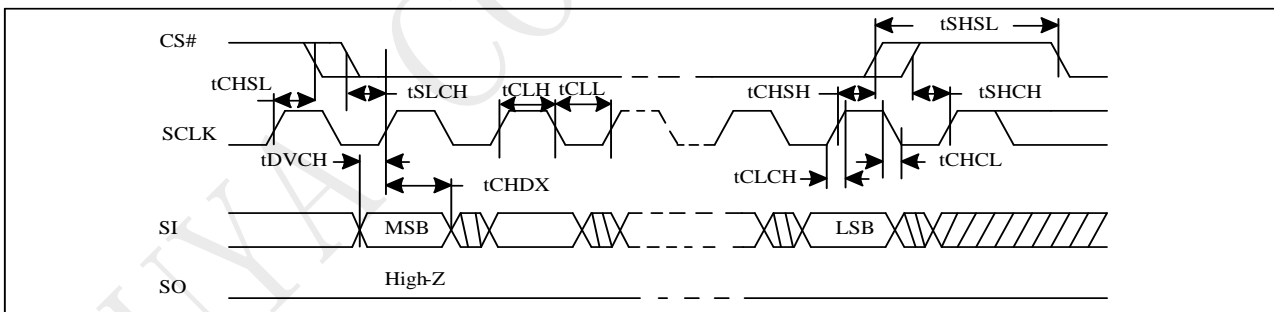 tSHSL
CS#
tCHSL
tSLCH
tCLH
tCLL
tCHSH
tSHCH
SCLK
tDVCH
tCHDX
tCLCH
tCHCL
SI
MSB
LSB
SO
High-Z